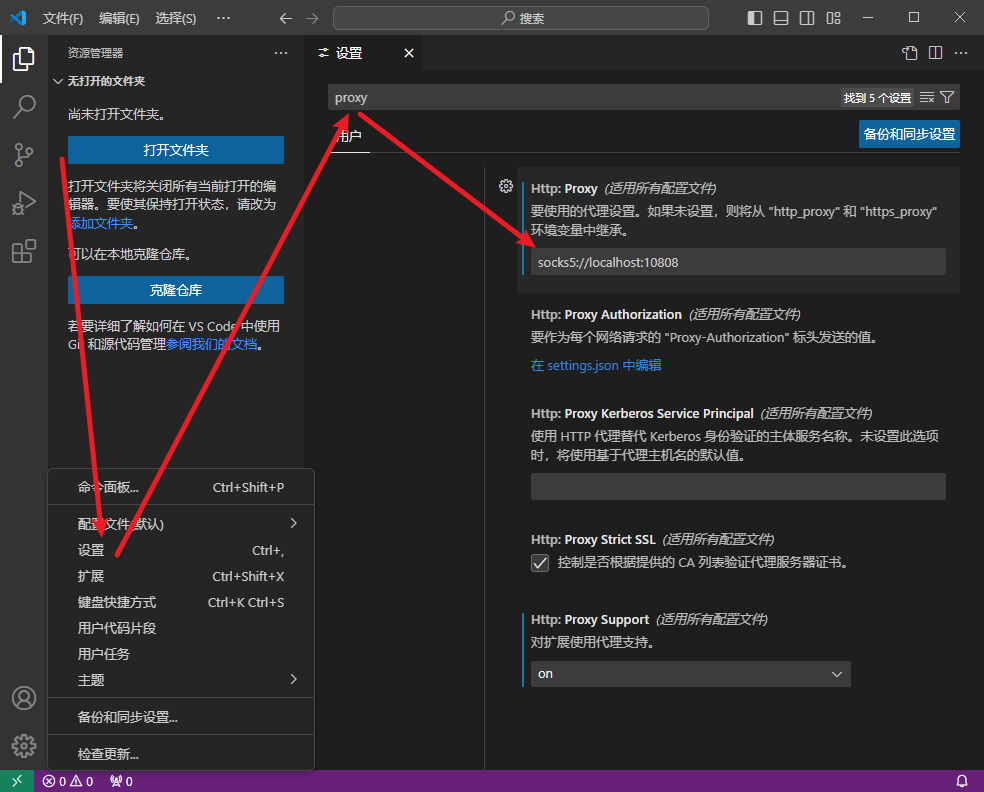 文件(F) 编辑(E) 选择(S) ···
搜索
资源管理器
无打开的文件夹
尚未打开文件夹。
打开文件夹
打开文件夹将关闭所有当前打开的编
辑器。要使其保持打开状态，请改为
添加文件夹。
可以在本地克隆仓库。
克隆仓库
若要详细了解如何在 VS Code 中使用
Git 和源代码管理参阅我们的文档。
命令面板... Ctrl+Shift+P
配置文件(默认)
设置 Ctrl+,
扩展 Ctrl+Shift+X
键盘快捷方式 Ctrl+K Ctrl+S
用户代码片段
用户任务
主题
备份和同步设置...
检查更新...
设置
proxy
找到 5 个设置
用户
备份和同步设置
Http: Proxy (适用所有配置文件)
要使用的代理设置。如果未设置，则将从 "http_proxy" 和 "https_proxy"
环境变量中继承。
socks5://localhost:10808
Http: Proxy Authorization (适用所有配置文件)
要作为每个网络请求的 "Proxy-Authorization" 标头发送的值。
在 settings.json 中编辑
Http: Proxy Kerberos Service Principal (适用所有配置文件)
使用 HTTP 代理替代 Kerberos 身份验证的主体服务名称。未设置此选项
时，将使用基于代理主机名的默认值。
Http: Proxy Strict SSL (适用所有配置文件)
控制是否根据提供的 CA 列表验证代理服务器证书。
Http: Proxy Support (适用所有配置文件)
对扩展使用代理支持。
on
0 0 0